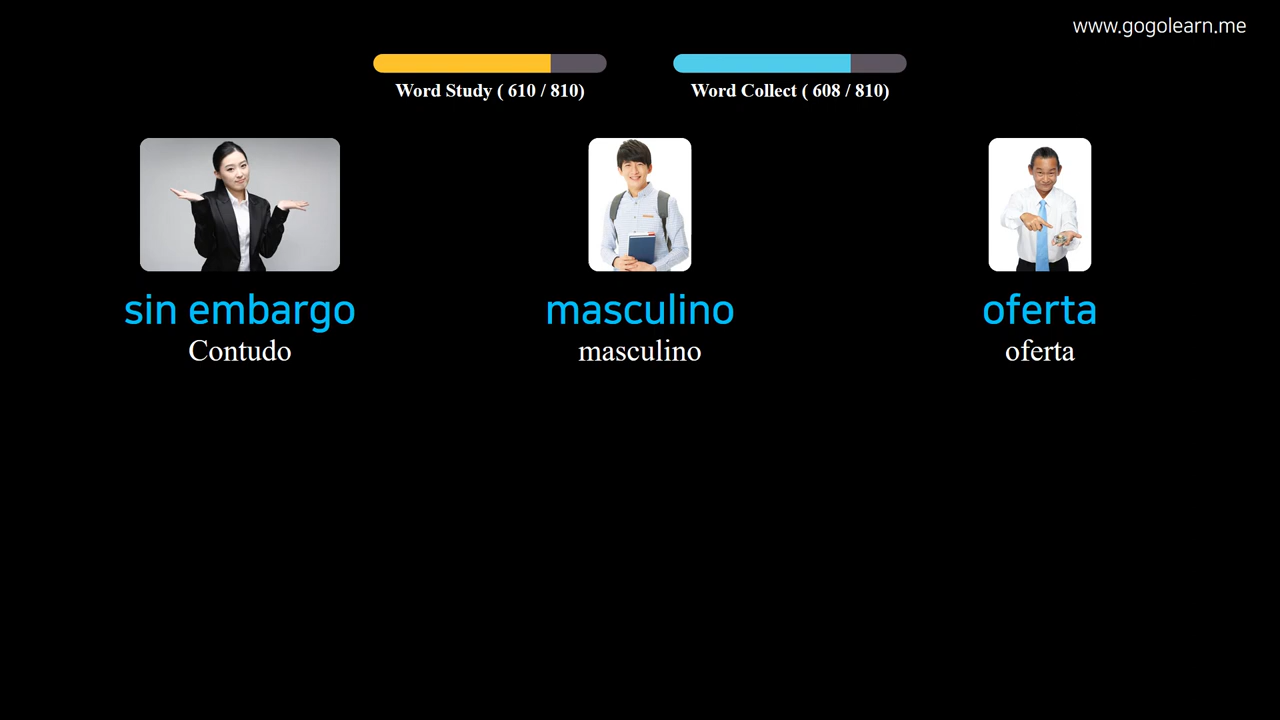 www.gogolearn.me
Word Study ( 610 / 810)
Word Collect ( 608 / 810)
sin embargo
masculino
oferta
Contudo
masculino
oferta